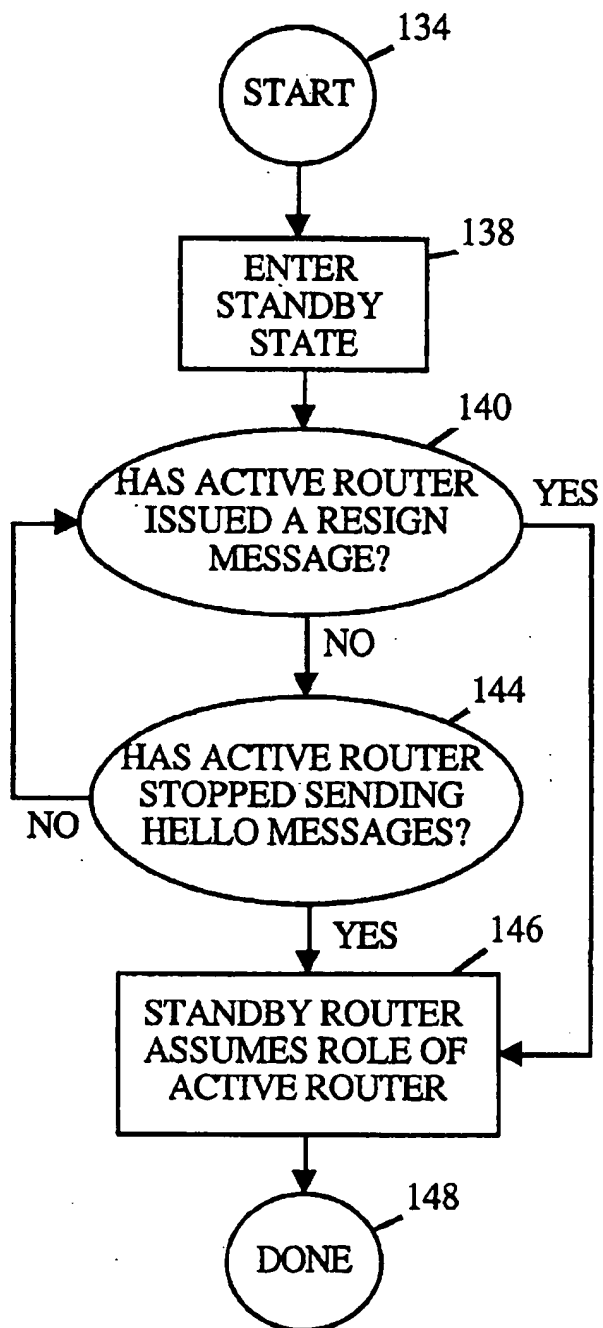 134
START
138
ENTER
STANDBY
STATE
140
HAS ACTIVE ROUTER
ISSUED A RESIGN
MESSAGE?
YES
NO
144
HAS ACTIVE ROUTER
STOPPED SENDING
HELLO MESSAGES?
NO
YES
146
STANDBY ROUTER
ASSUMES ROLE OF
ACTIVE ROUTER
148
DONE